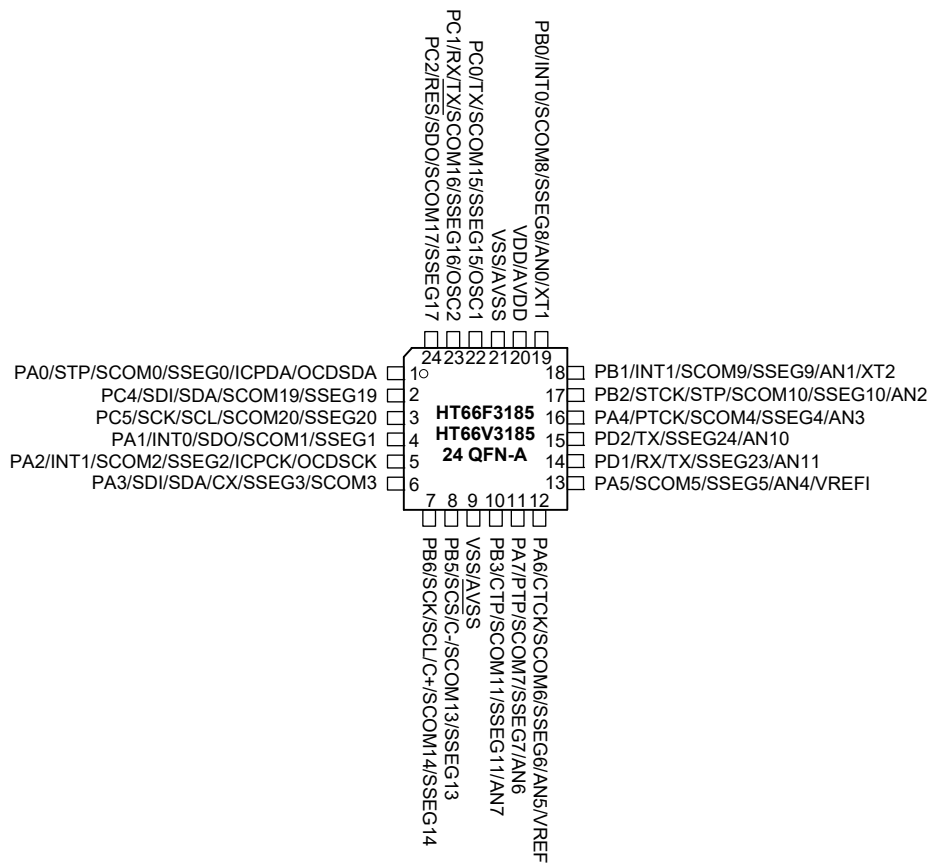 PC2/RES/SDO/SCOM17/SSEG17
PC1/RX/TX/SCOM16/SSEG16/OSC2
PC0/TX/SCOM15/SSEG15/OSC1
VSS/AVSS
VDD/AVDD
PB0/INT0/SCOM8/SSEG8/AN0/XT1
24 23 22 21 20 19
PA0/STP/SCOM0/SSEG0/ICPDA/OCDSDA 1 18 PB1/INT1/SCOM9/SSEG9/AN1/XT2
PC4/SDI/SDA/SCOM19/SSEG19 2 17 PB2/STCK/STP/SCOM10/SSEG10/AN2
PC5/SCK/SCL/SCOM20/SSEG20 3 HT66F3185 16 PA4/PTCK/SCOM4/SSEG4/AN3
PA1/INT0/SDO/SCOM1/SSEG1 4 HT66V3185 15 PD2/TX/SSEG24/AN10
PA2/INT1/SCOM2/SSEG2/ICPCK/OCDSCK 5 24 QFN-A 14 PD1/RX/TX/SSEG23/AN11
PA3/SDI/SDA/CX/SSEG3/SCOM3 6 13 PA5/SCOM5/SSEG5/AN4/VREFI
7 8 9 10 11 12
PB6/SCK/SCL/C+/SCOM14/SSEG14
PB5/SCS/C-/SCOM13/SSEG13
VSS/AVSS
PB3/CTP/SCOM11/SSEG11/AN7
PA7/PTP/SCOM7/SSEG7/AN6
PA6/CTCK/SCOM6/SSEG6/AN5/VREF